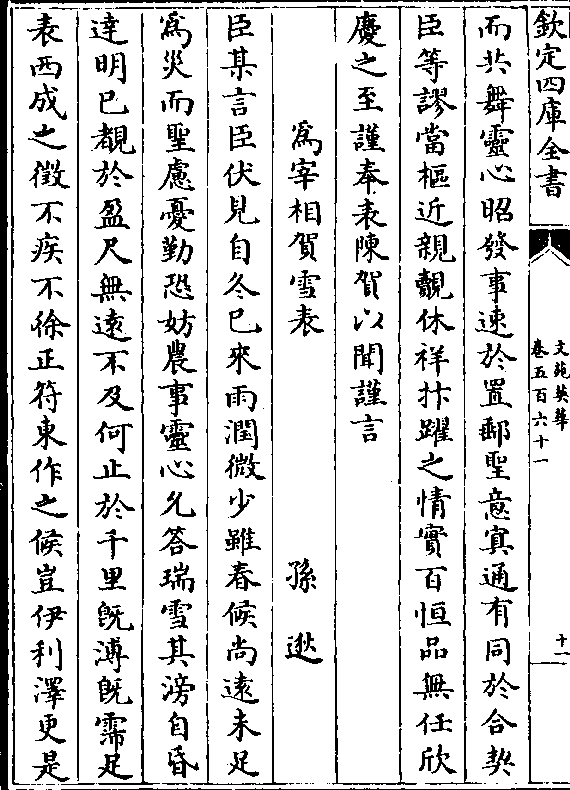 欽定四庫全書
文苑英華
卷五百六十一
十一
而共舞靈心昭發事速於置郵聖意冥通有同於合契
臣等謬當樞近親覩休祥抃躍之情實百恒品無任欣
慶之至謹奉表陳賀以聞謹言
爲宰相賀雪表 孫逖
臣某言臣伏見自冬已來雨潤微少雖春候尚遠未足
爲災而聖慮憂勤恐妨農事靈心允答瑞雪其滂自昏
達明已覩於盈尺無遠不及何止於千里旣溥旣霈足
表西成之徵不疾不徐正符東作之候豈伊利澤更是